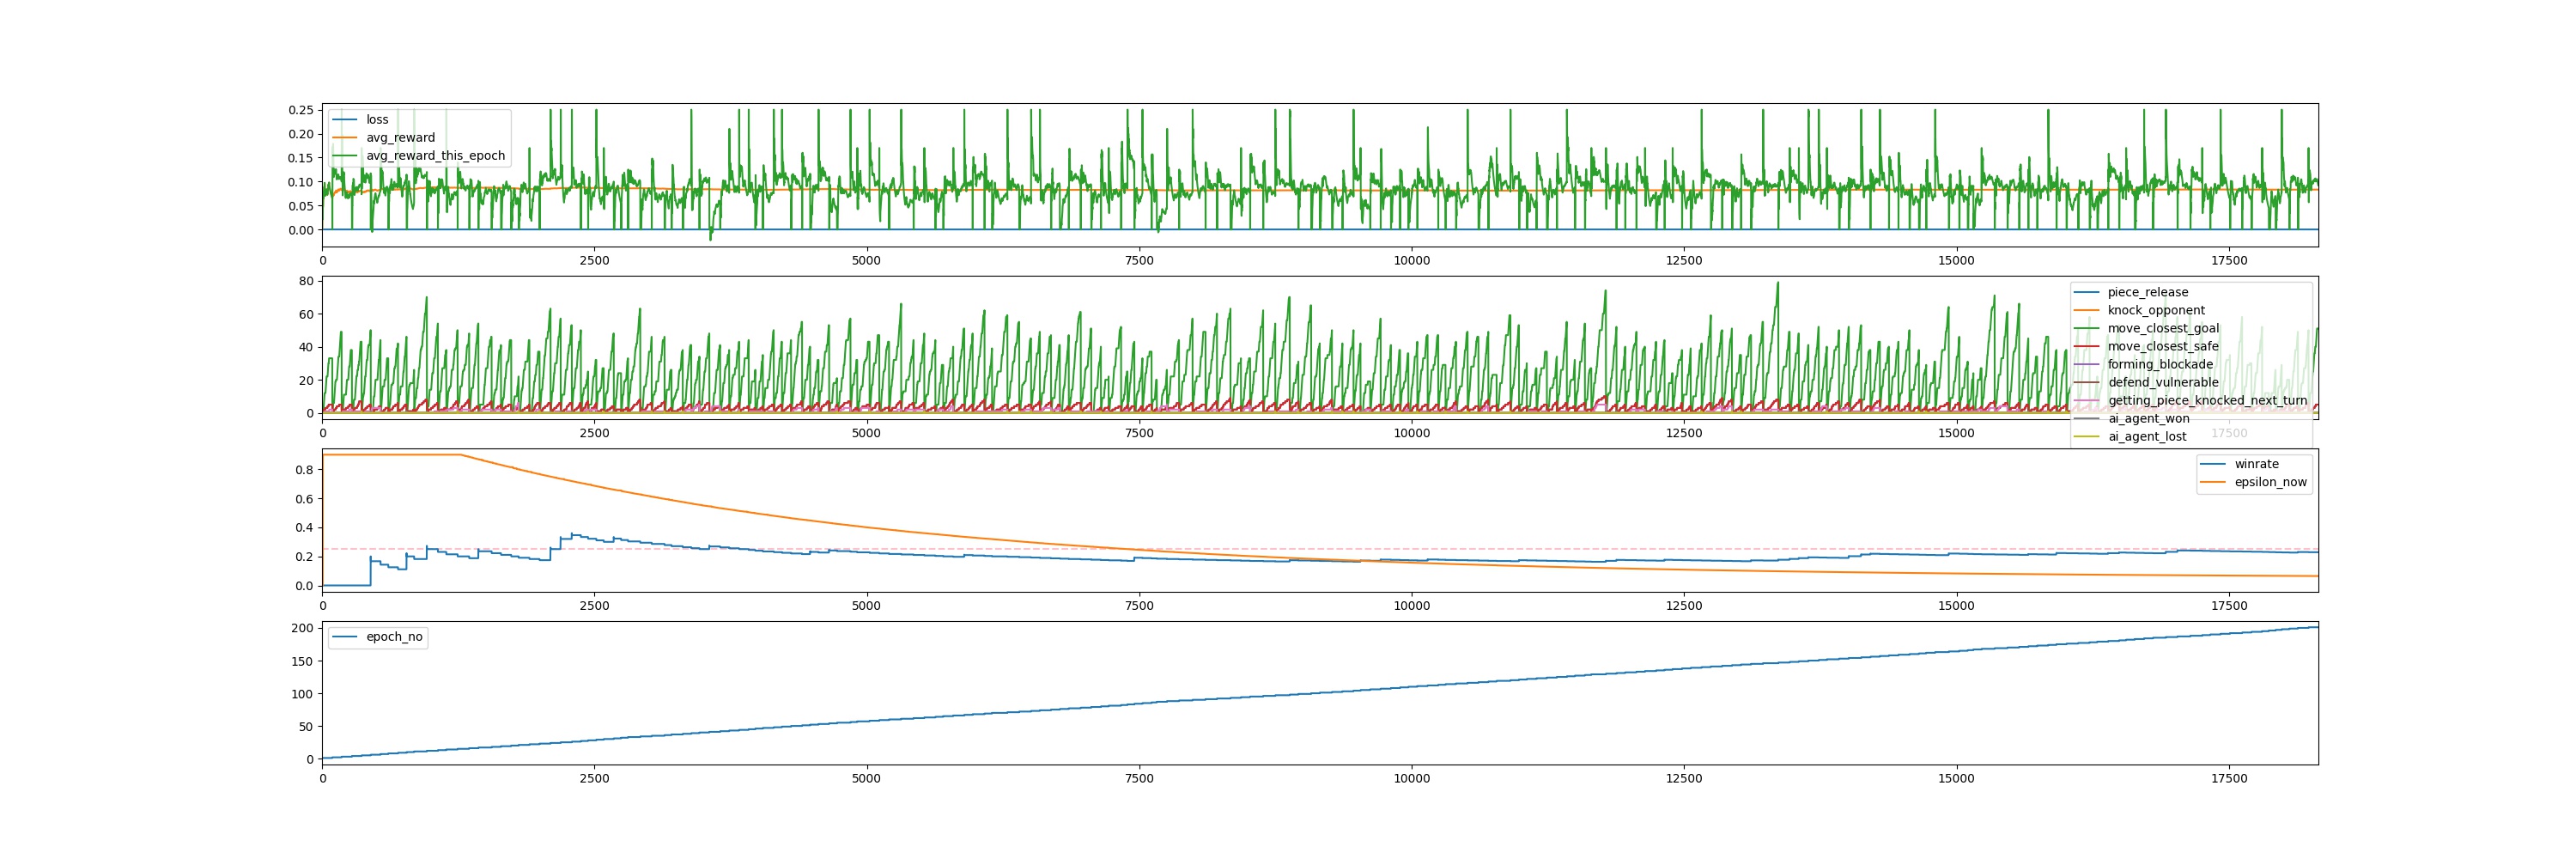 0.25
0.20
0.15
0.10
0.05
0.00
loss
avg_reward
avg_reward_this_epoch
0 2500 5000 7500 10000 12500 15000 17500
80
60
40
20
0
piece_release
knock_opponent
move_closest_goal
move_closest_safe
forming_blockade
defend_vulnerable
getting_piece_knocked_next_turn
ai_agent_won
ai_agent_lost
0 2500 5000 7500 10000 12500 15000 17500
0.8
0.6
0.4
0.2
0.0
winrate
epsilon_now
0 2500 5000 7500 10000 12500 15000 17500
200
150
100
50
0
epoch_no
0 2500 5000 7500 10000 12500 15000 17500